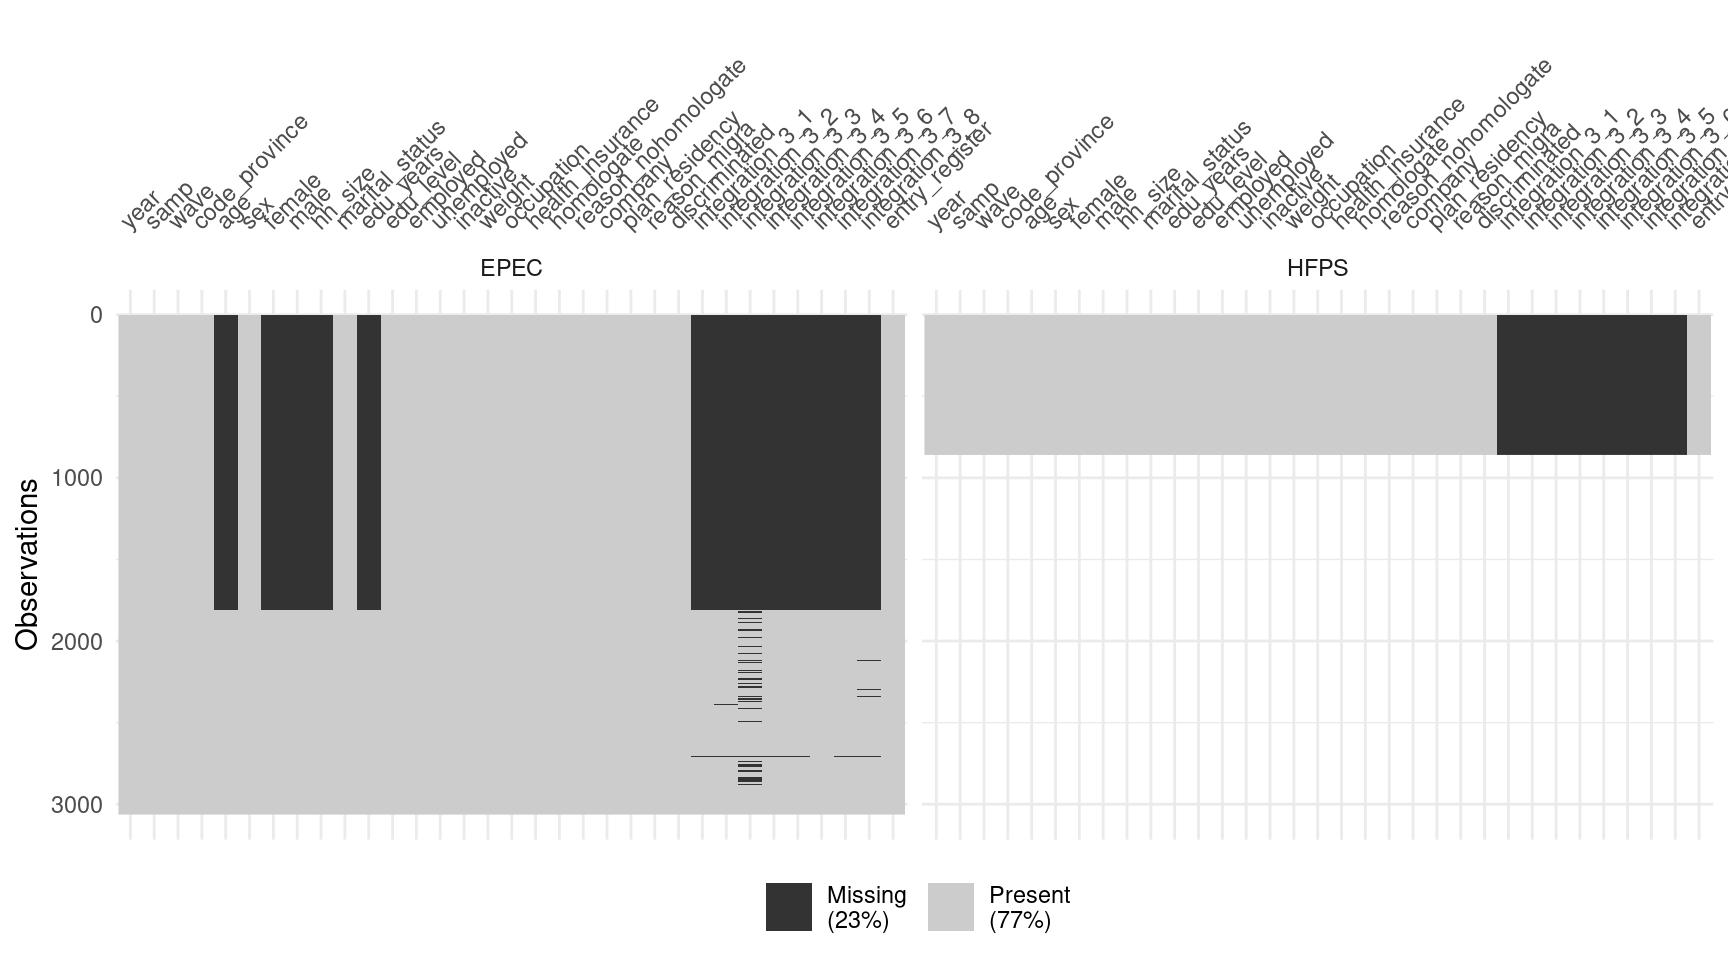 year
samp
wave
code_province
age
sex
female
male
hh_size
marital_status
edu_years
edu_level
employed
unemployed
inactive
weight
occupation
health_insurance
homologate
reason_nohomologate
company
plan_residency
reason_migra
discriminated
integration_3_1
integration_3_2
integration_3_3
integration_3_4
integration_3_5
integration_3_6
integration_3_7
integration_3_8
entry_register
year
samp
wave
code_province
age
sex
female
male
hh_size
marital_status
edu_years
edu_level
employed
unemployed
inactive
weight
occupation
health_insurance
homologate
reason_nohomologate
company
plan_residency
reason_migra
discriminated
integration_3_1
integration_3_2
integration_3_3
integration_3_4
integration_3_5
EPEC
HFPS
0
1000
2000
3000
Observations
Missing
(23%)
Present
(77%)